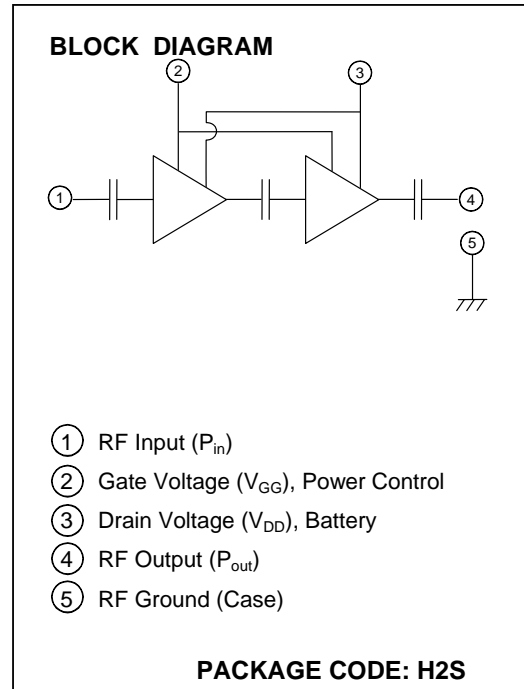 BLOCK DIAGRAM
2
3
1
4
5
1 RF Input (Pin)
2 Gate Voltage (VGG), Power Control
3 Drain Voltage (VDD), Battery
4 RF Output (Pout)
5 RF Ground (Case)
PACKAGE CODE: H2S